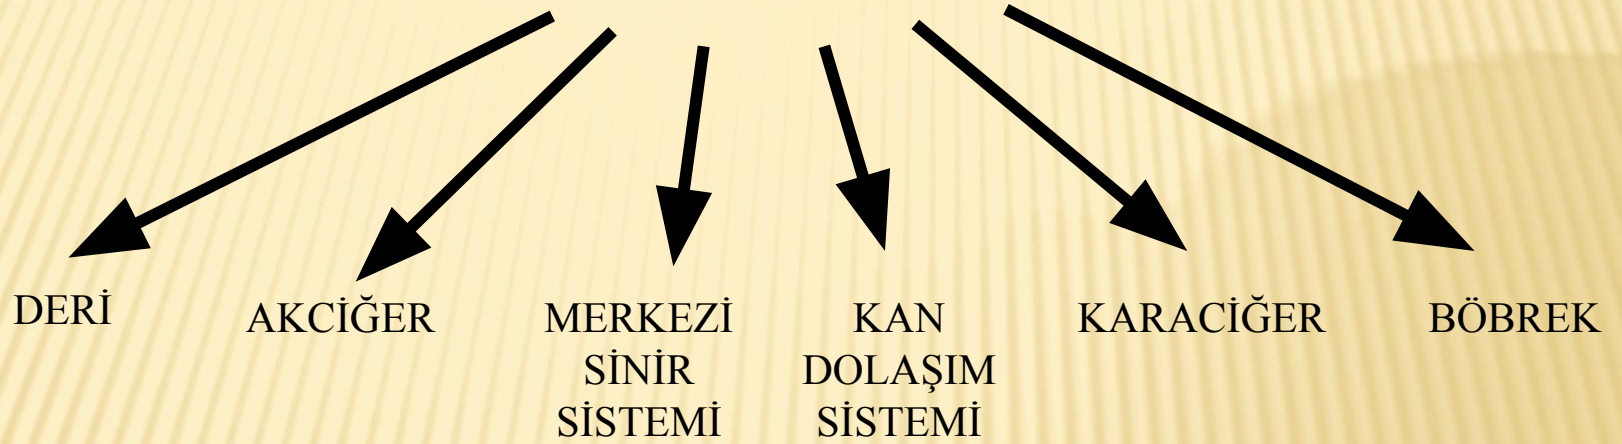 DERİ
AKCİĞER
MERKEZİ
SİNİR
SİSTEMİ
KAN
DOLAŞIM
SİSTEMİ
KARACİĞER
BÖBREK